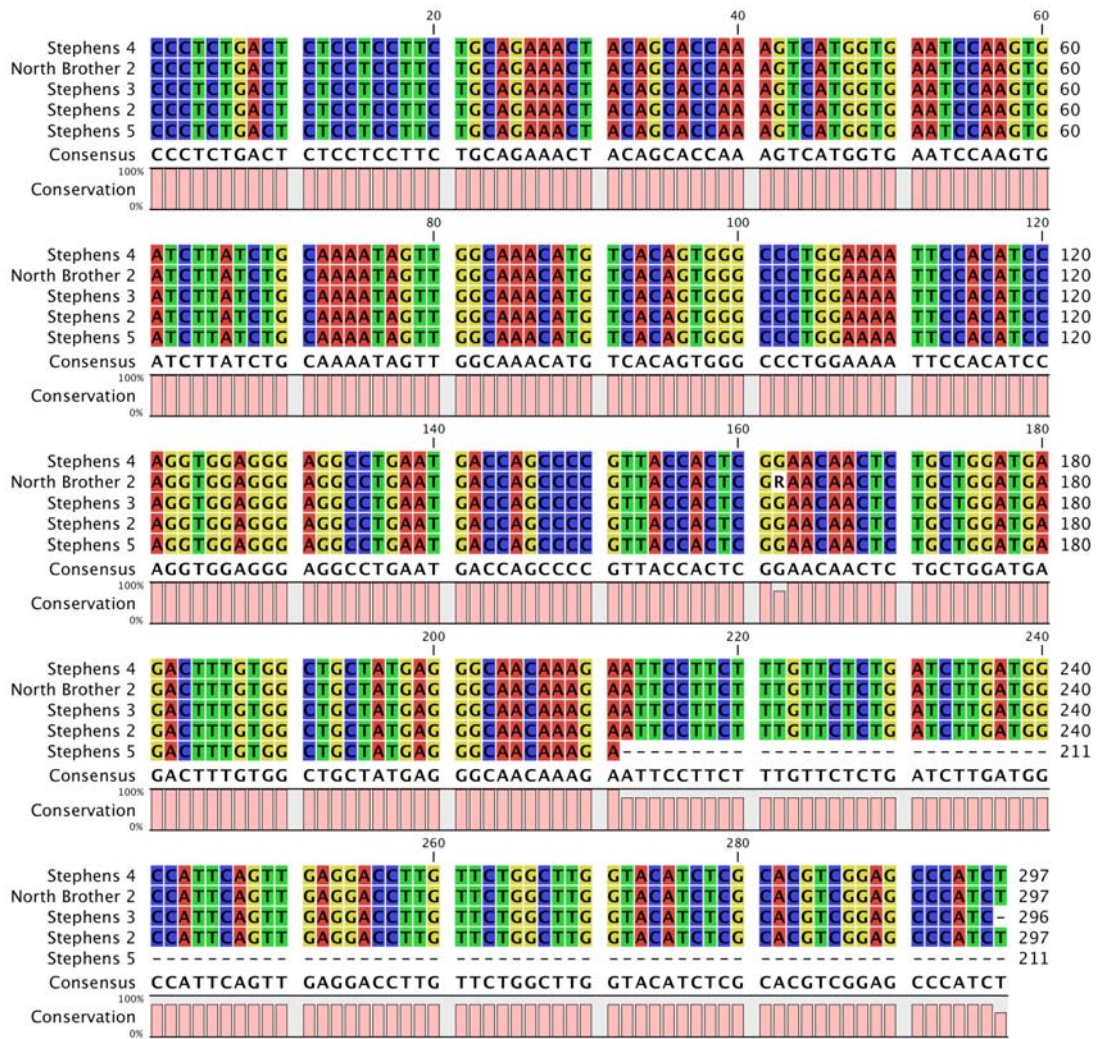 20 40 60
Stephens 4 CCCTCTGACT CTCCTCCTTC TGCAGAAACT ACAGCACCAA AGTCATGGTG AATCCAAGTG 60
North Brother 2 CCCTCTGACT CTCCTCCTTC TGCAGAAACT ACAGCACCAA AGTCATGGTG AATCCAAGTG 60
Stephens 3 CCCTCTGACT CTCCTCCTTC TGCAGAAACT ACAGCACCAA AGTCATGGTG AATCCAAGTG 60
Stephens 2 CCCTCTGACT CTCCTCCTTC TGCAGAAACT ACAGCACCAA AGTCATGGTG AATCCAAGTG 60
Stephens 5 CCCTCTGACT CTCCTCCTTC TGCAGAAACT ACAGCACCAA AGTCATGGTG AATCCAAGTG 60
Consensus CCCTCTGACT CTCCTCCTTC TGCAGAAACT ACAGCACCAA AGTCATGGTG AATCCAAGTG
100%
Conservation
0%
80 100 120
Stephens 4 ATCTTATCTG CAAAATAGTT GGCAAACATG TCACAGTGGG CCCTGGAAAA TTCCACATCC 120
North Brother 2 ATCTTATCTG CAAAATAGTT GGCAAACATG TCACAGTGGG CCCTGGAAAA TTCCACATCC 120
Stephens 3 ATCTTATCTG CAAAATAGTT GGCAAACATG TCACAGTGGG CCCTGGAAAA TTCCACATCC 120
Stephens 2 ATCTTATCTG CAAAATAGTT GGCAAACATG TCACAGTGGG CCCTGGAAAA TTCCACATCC 120
Stephens 5 ATCTTATCTG CAAAATAGTT GGCAAACATG TCACAGTGGG CCCTGGAAAA TTCCACATCC 120
Consensus ATCTTATCTG CAAAATAGTT GGCAAACATG TCACAGTGGG CCCTGGAAAA TTCCACATCC
100%
Conservation
0%
140 160 180
Stephens 4 AGGTGGAGGG AGGCCTGAAT GACCAGCCCC GTTACCACTC GGAACAACTC TGCTGGATGA 180
North Brother 2 AGGTGGAGGG AGGCCTGAAT GACCAGCCCC GTTACCACTC GRAACAACTC TGCTGGATGA 180
Stephens 3 AGGTGGAGGG AGGCCTGAAT GACCAGCCCC GTTACCACTC GGAACAACTC TGCTGGATGA 180
Stephens 2 AGGTGGAGGG AGGCCTGAAT GACCAGCCCC GTTACCACTC GGAACAACTC TGCTGGATGA 180
Stephens 5 AGGTGGAGGG AGGCCTGAAT GACCAGCCCC GTTACCACTC GGAACAACTC TGCTGGATGA 180
Consensus AGGTGGAGGG AGGCCTGAAT GACCAGCCCC GTTACCACTC GGAACAACTC TGCTGGATGA
100%
Conservation
0%
200 220 240
Stephens 4 GACTTTGTGG CTGCTATGAG GGCAACAAAG AATTCCTTCT TTGTTCTCTG ATCTTGATGG 240
North Brother 2 GACTTTGTGG CTGCTATGAG GGCAACAAAG AATTCCTTCT TTGTTCTCTG ATCTTGATGG 240
Stephens 3 GACTTTGTGG CTGCTATGAG GGCAACAAAG AATTCCTTCT TTGTTCTCTG ATCTTGATGG 240
Stephens 2 GACTTTGTGG CTGCTATGAG GGCAACAAAG AATTCCTTCT TTGTTCTCTG ATCTTGATGG 240
Stephens 5 GACTTTGTGG CTGCTATGAG GGCAACAAAG A--------- ---------- ---------- 211
Consensus GACTTTGTGG CTGCTATGAG GGCAACAAAG AATTCCTTCT TTGTTCTCTG ATCTTGATGG
100%
Conservation
0%
260 280
Stephens 4 CCATTCAGTT GAGGACCTTG TTCTGGCTTG GTACATCTCG CACGTCGGAG CCCATCT 297
North Brother 2 CCATTCAGTT GAGGACCTTG TTCTGGCTTG GTACATCTCG CACGTCGGAG CCCATCT 297
Stephens 3 CCATTCAGTT GAGGACCTTG TTCTGGCTTG GTACATCTCG CACGTCGGAG CCCATC- 296
Stephens 2 CCATTCAGTT GAGGACCTTG TTCTGGCTTG GTACATCTCG CACGTCGGAG CCCATCT 297
Stephens 5 ---------- ---------- ---------- ---------- ---------- ------- 211
Consensus CCATTCAGTT GAGGACCTTG TTCTGGCTTG GTACATCTCG CACGTCGGAG CCCATCT
100%
Conservation
0%